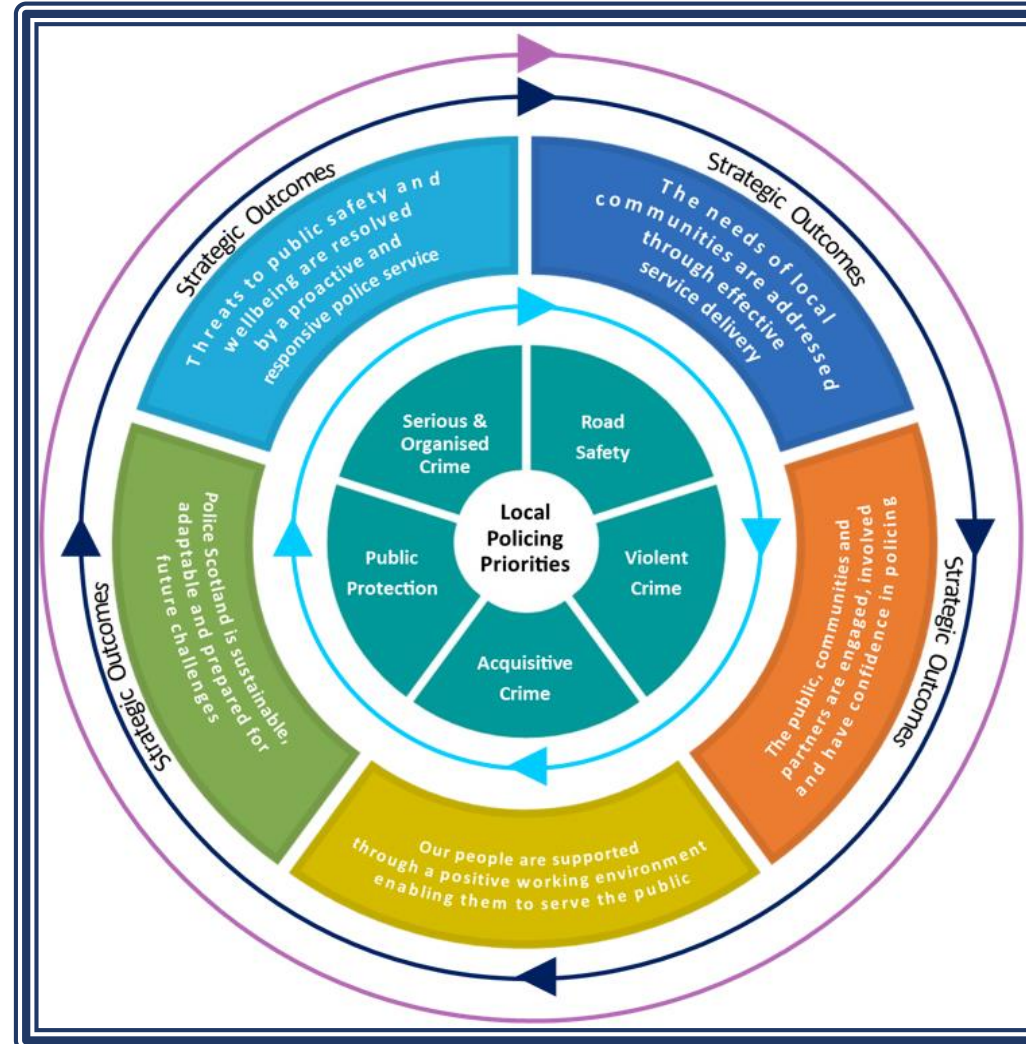 Strategic Outcomes
Strategic Outcomes
Threats to public safety and
wellbeing are resolved
by a proactive and
responsive police service
The needs of local
communities are addressed
through effective
service delivery
Serious &
Organised
Crime
Road
Safety
Local
Policing
Priorities
Public
Protection
Violent
Crime
Acquisitive
Crime
Police Scotland is sustainable,
adaptable and prepared for
future challenges
The public, communities and
partners are engaged, involved
and have confidence in policing
Strategic Outcomes
Strategic Outcomes
Our people are supported
through a positive working environment
enabling them to serve the public